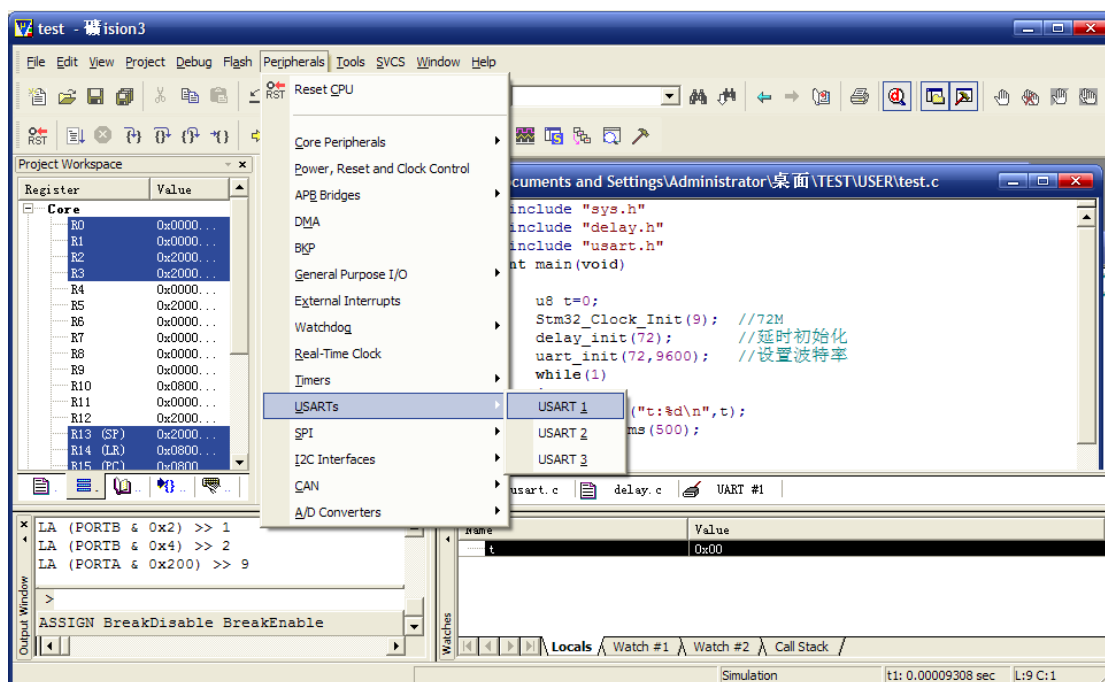 test - 礦ision3
File Edit View Project Debug Flash Peripherals Tools SVCS Window Help
RST
Reset CPU
Core Peripherals
Power, Reset and Clock Control
APB Bridges
DMA
BKP
General Purpose I/O
External Interrupts
Watchdog
Real-Time Clock
Timers
USARTs
SPI
I2C Interfaces
CAN
A/D Converters
USART 1
USART 2
USART 3
RST
Project Workspace
Register Value
Core
R0 0x0000...
R1 0x0000...
R2 0x2000...
R3 0x2000...
R4 0x0000...
R5 0x2000...
R6 0x0000...
R7 0x0000...
R8 0x0000...
R9 0x0000...
R10 0x0800...
R11 0x0000...
R12 0x2000...
R13 (SP) 0x2000...
R14 (LR) 0x0800...
R15 (PC) 0x0800
ocuments and Settings\Administrator\桌面\TEST\USER\test.c
include "sys.h"
include "delay.h"
include "usart.h"
nt main(void)
u8 t=0;
Stm32_Clock_Init(9); //72M
delay_init(72); //延时初始化
uart_init(72,9600); //设置波特率
while(1)
("t:%d\n",t);
ms(500);
usart.c delay.c UART #1
LA (PORTB & 0x2) >> 1
LA (PORTB & 0x4) >> 2
LA (PORTA & 0x200) >> 9
>
ASSIGN BreakDisable BreakEnable
Output Window
Name Value
t 0x00
Watches
Locals Watch #1 Watch #2 Call Stack
Simulation t1: 0.00009308 sec L:9 C:1